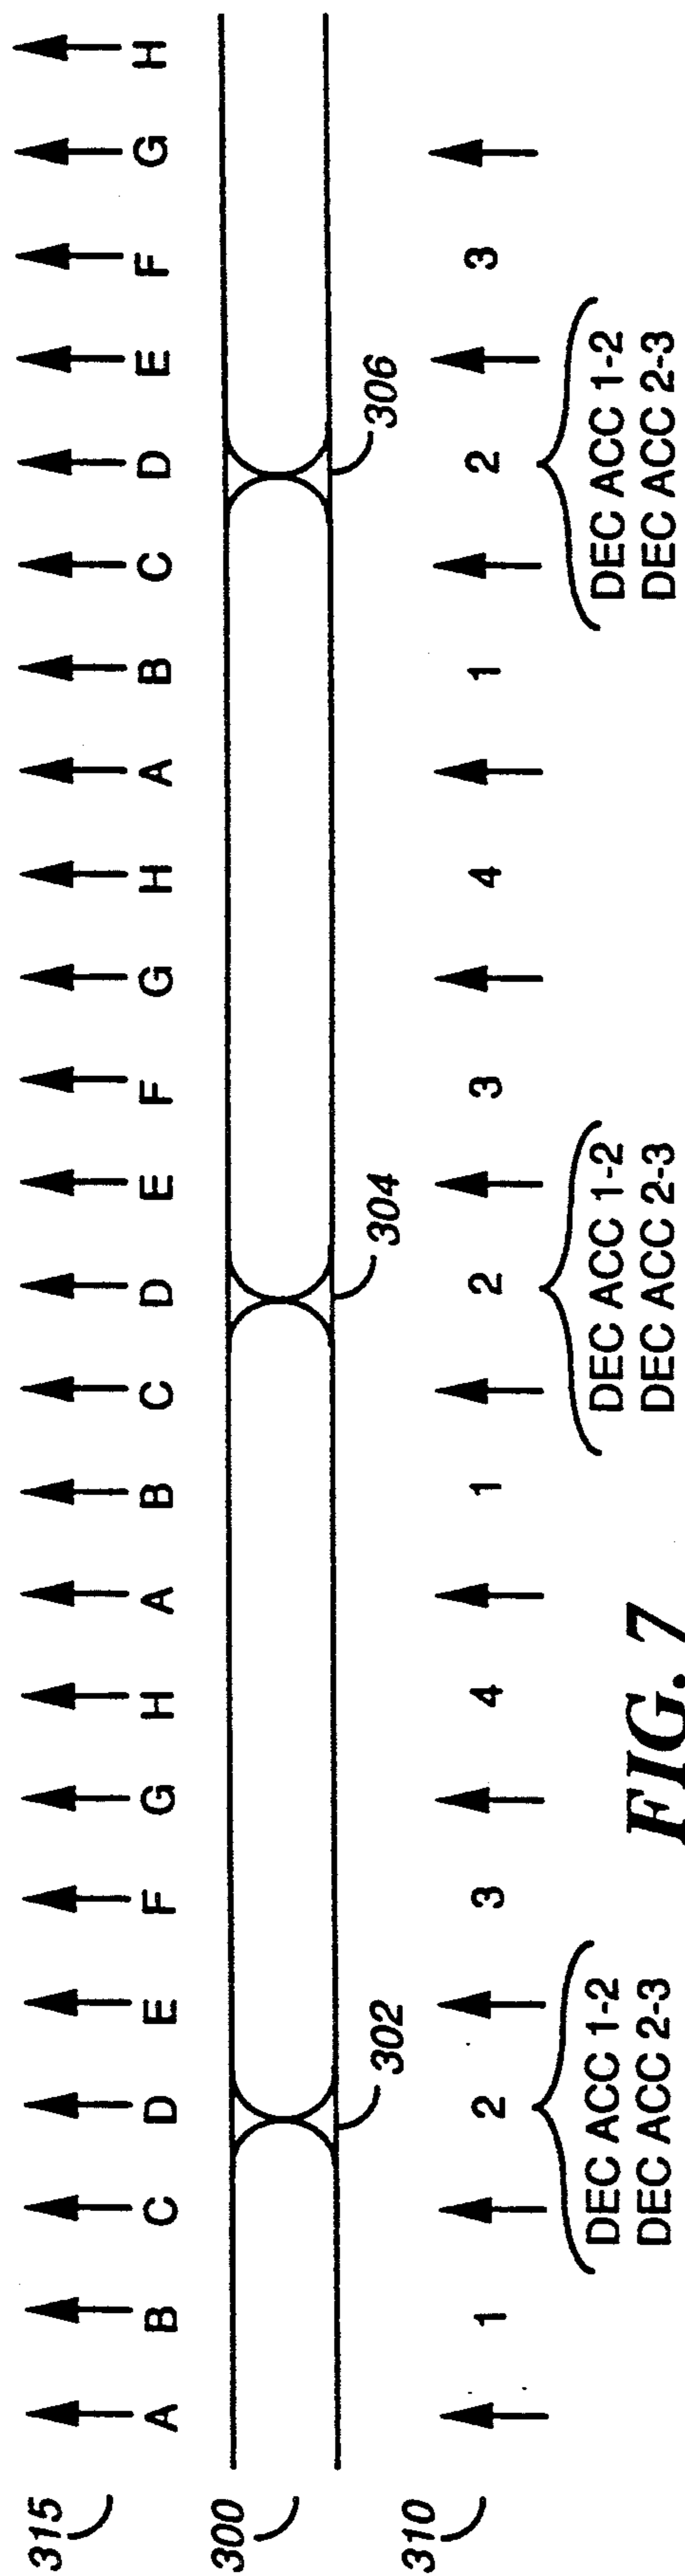 315 A B C D E F G H A B C D E F G H A B C D E F G H
300 302 304 306
310 1 2 3 4 1 2 3 4 1 2 3
DEC ACC 1-2 DEC ACC 1-2 DEC ACC 1-2
DEC ACC 2-3 DEC ACC 2-3 DEC ACC 2-3
FIG. 7